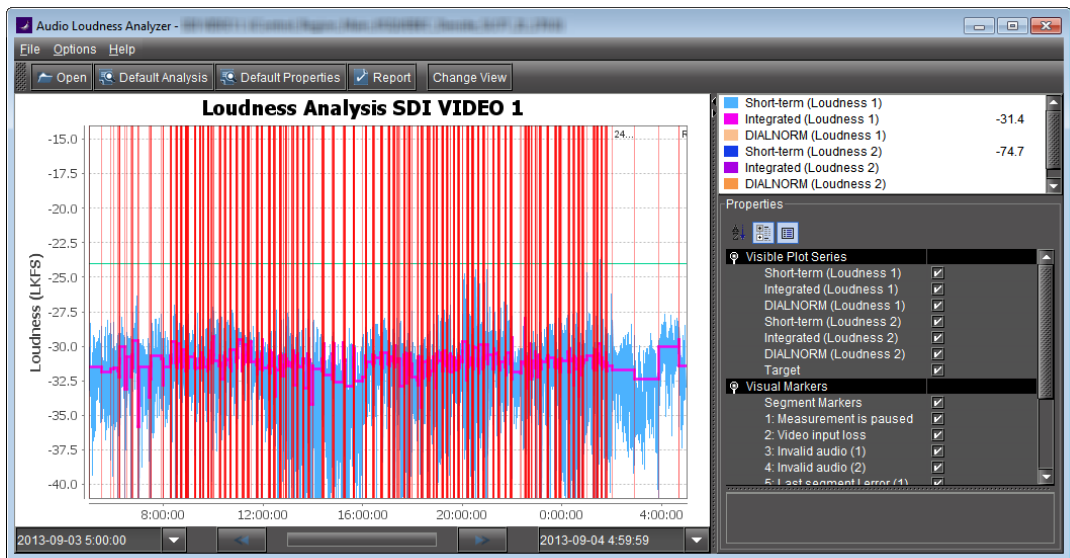 Audio Loudness Analyzer -
File Options Help
Open Default Analysis Default Properties Report Change View
Loudness Analysis SDI VIDEO 1
Loudness (LKFS)
-15.0
-17.5
-20.0
-22.5
-25.0
-27.5
-30.0
-32.5
-35.0
-37.5
-40.0
24...
R
8:00:00 12:00:00 16:00:00 20:00:00 0:00:00 4:00:00
2013-09-03 5:00:00
2013-09-04 4:59:59
Short-term (Loudness 1)
Integrated (Loudness 1) -31.4
DIALNORM (Loudness 1)
Short-term (Loudness 2) -74.7
Integrated (Loudness 2)
DIALNORM (Loudness 2)
Properties
Visible Plot Series
Short-term (Loudness 1)
Integrated (Loudness 1)
DIALNORM (Loudness 1)
Short-term (Loudness 2)
Integrated (Loudness 2)
DIALNORM (Loudness 2)
Target
Visual Markers
Segment Markers
1: Measurement is paused
2: Video input loss
3: Invalid audio (1)
4: Invalid audio (2)
5: Last segment Lerror (1)